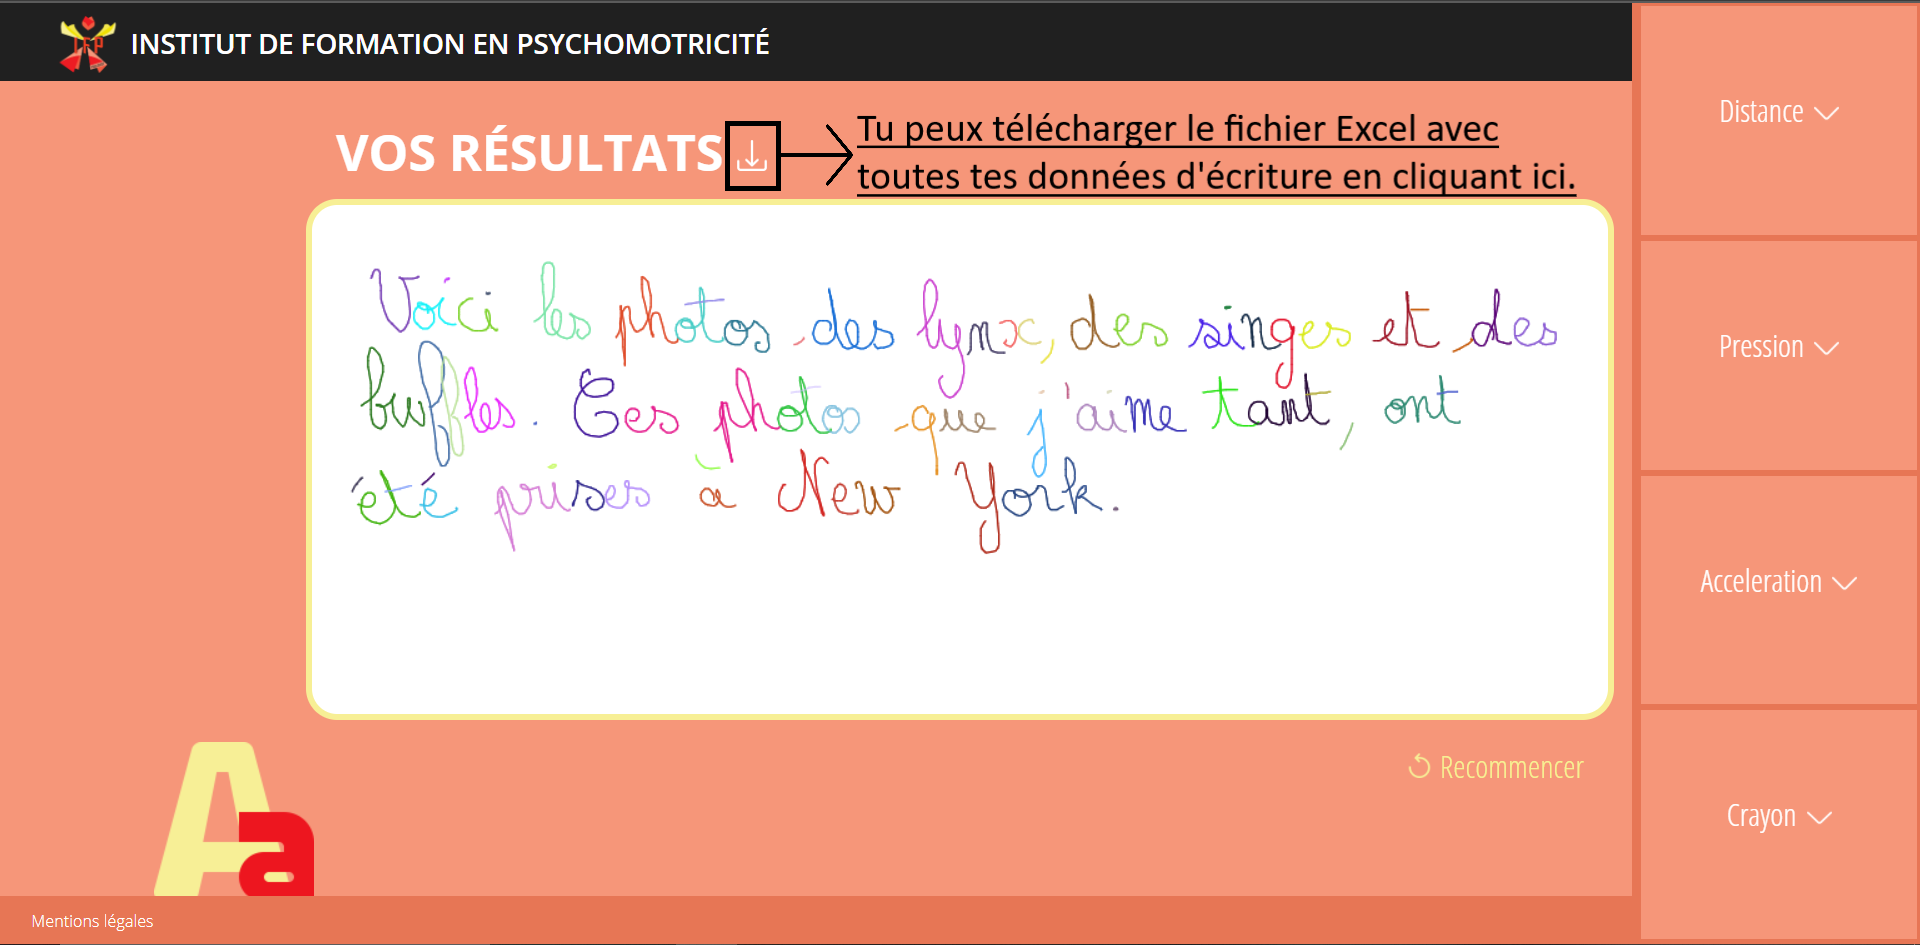 INSTITUT DE FORMATION EN PSYCHOMOTRICITÉ
VOS RÉSULTATS
Tu peux télécharger le fichier Excel avec
toutes tes données d'écriture en cliquant ici.
Voici les photos des lynx, des singes et des
buffles. Ces photos que j'aime tant, ont
été prises à New York.
Recommencer
Distance
Pression
Acceleration
Crayon
Aa
Mentions légales